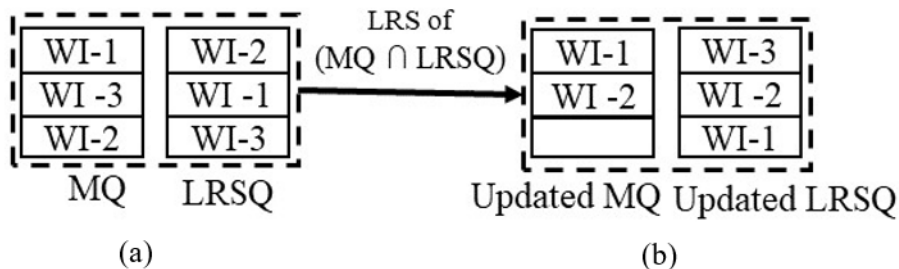 WI-1 WI-2
WI -3 WI -1
WI-2 WI-3
MQ LRSQ
(a)
LRS of
(MQ ∩ LRSQ)
WI-1 WI-3
WI -2 WI-2
WI-1
Updated MQ Updated LRSQ
(b)